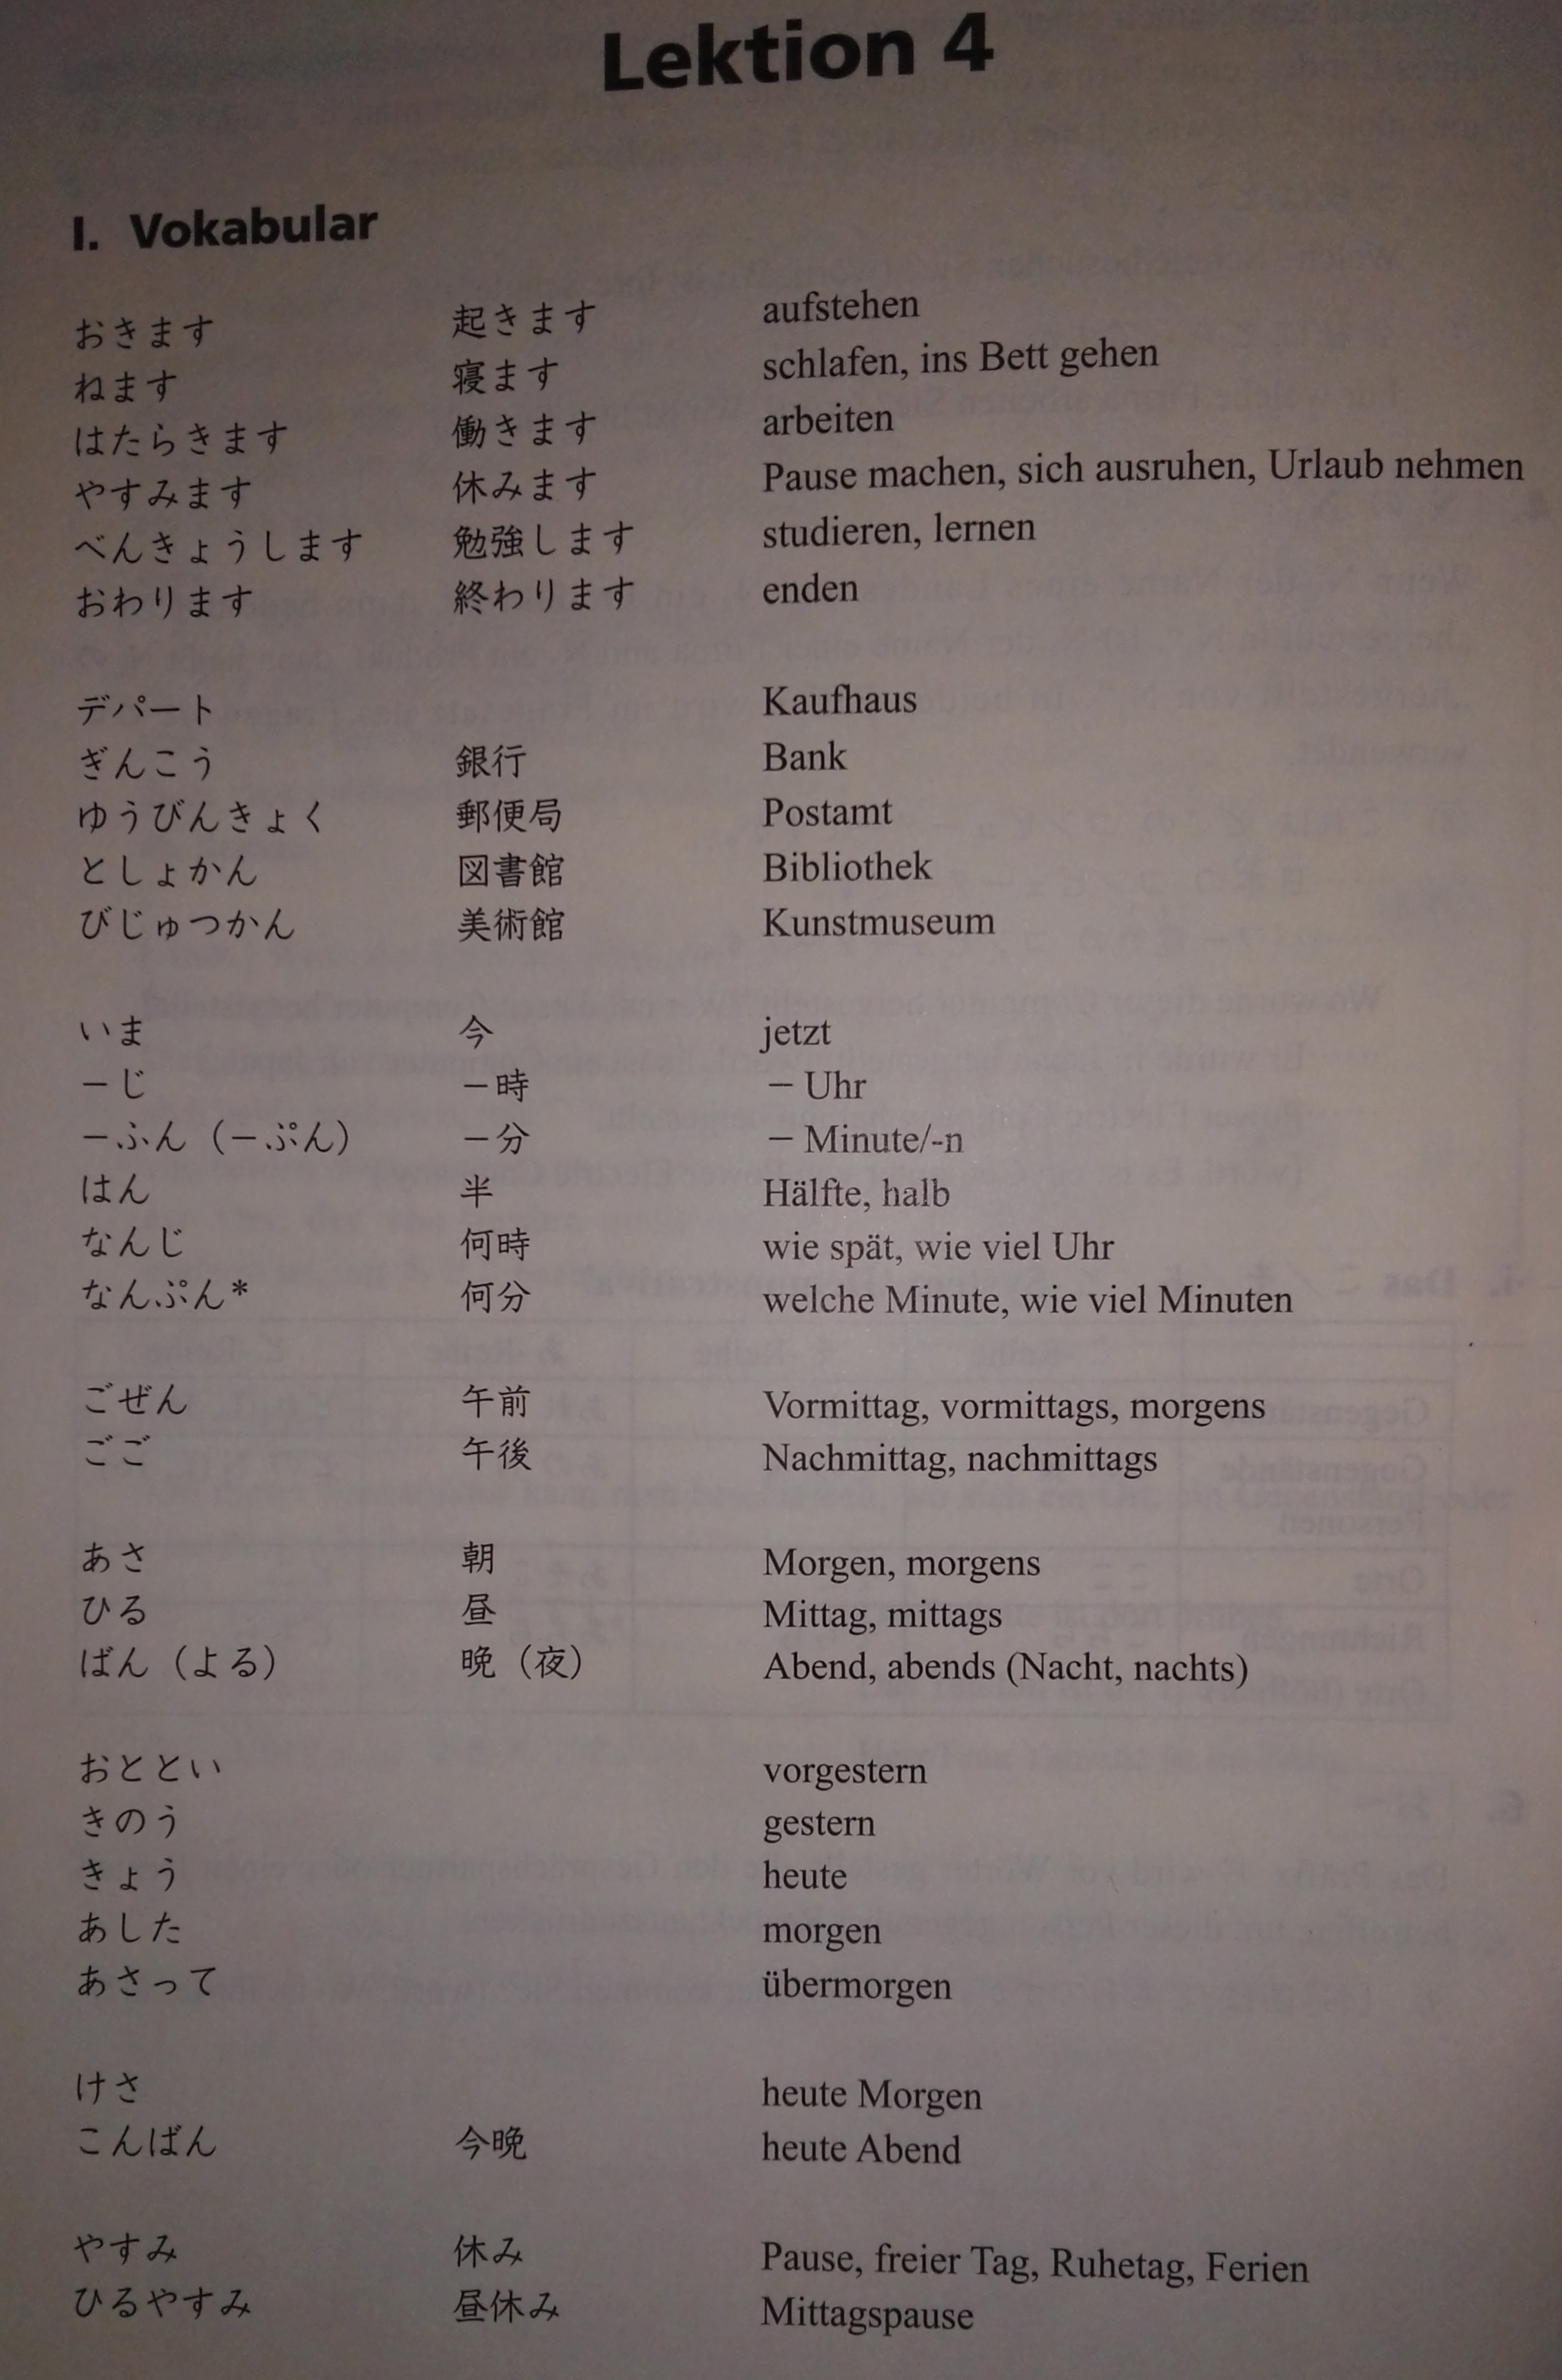 Lektion 4
I. Vokabular
おきます 起きます aufstehen
ねます 寝ます schlafen, ins Bett gehen
はたらきます 働きます arbeiten
やすみます 休みます Pause machen, sich ausruhen, Urlaub nehmen
べんきょうします 勉強します studieren, lernen
おわります 終わります enden
デパート Kaufhaus
ぎんこう 銀行 Bank
ゆうびんきょく 郵便局 Postamt
としょかん 図書館 Bibliothek
びじゅつかん 美術館 Kunstmuseum
いま 今 jetzt
－じ －時 – Uhr
－ふん（－ぷん） －分 – Minute/-n
はん 半 Hälfte, halb
なんじ 何時 wie spät, wie viel Uhr
なんぷん* 何分 welche Minute, wie viel Minuten
ごぜん 午前 Vormittag, vormittags, morgens
ごご 午後 Nachmittag, nachmittags
あさ 朝 Morgen, morgens
ひる 昼 Mittag, mittags
ばん（よる） 晩（夜） Abend, abends (Nacht, nachts)
おととい vorgestern
きのう gestern
きょう heute
あした morgen
あさって übermorgen
けさ heute Morgen
こんばん 今晩 heute Abend
やすみ 休み Pause, freier Tag, Ruhetag, Ferien
ひるやすみ 昼休み Mittagspause